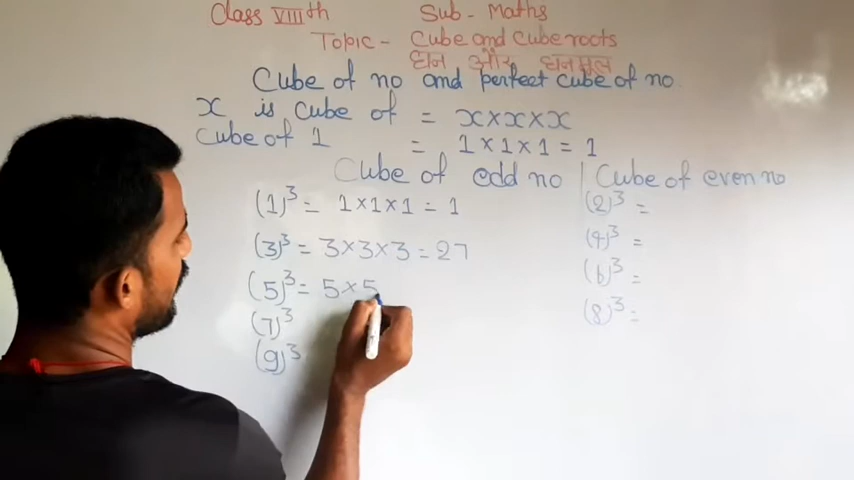 Class VIIIth Sub- Maths
Topic - Cube and Cube roots
घन और घनमूल
Cube of no and perfect cube of no.
x is cube of = x×x×x
Cube of 1 = 1×1×1 = 1
Cube of odd no | Cube of even no
(1)³ = 1×1×1 = 1 (2)³ =
(3)³ = 3×3×3 = 27 (4)³ =
(5)³ = 5×5 (6)³ =
(7)³ (8)³ =
(9)³